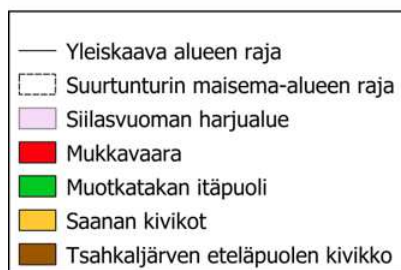 Yleiskaava alueen raja
Suurtunturin maisema-alueen raja
Siilasvuoman harjualue
Mukkavaara
Muotkatakan itäpuoli
Saanan kivikot
Tsahkaljärven eteläpuolen kivikko